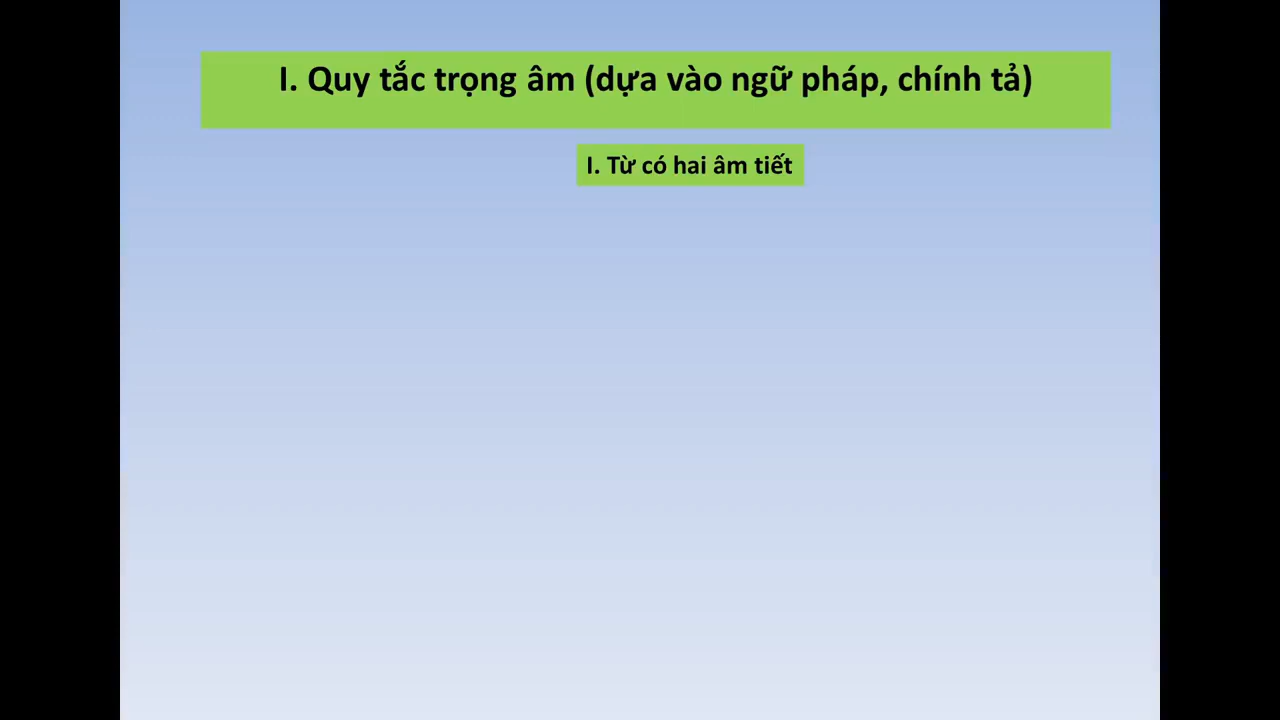 I. Quy tắc trọng âm (dựa vào ngữ pháp, chính tả)
I. Từ có hai âm tiết